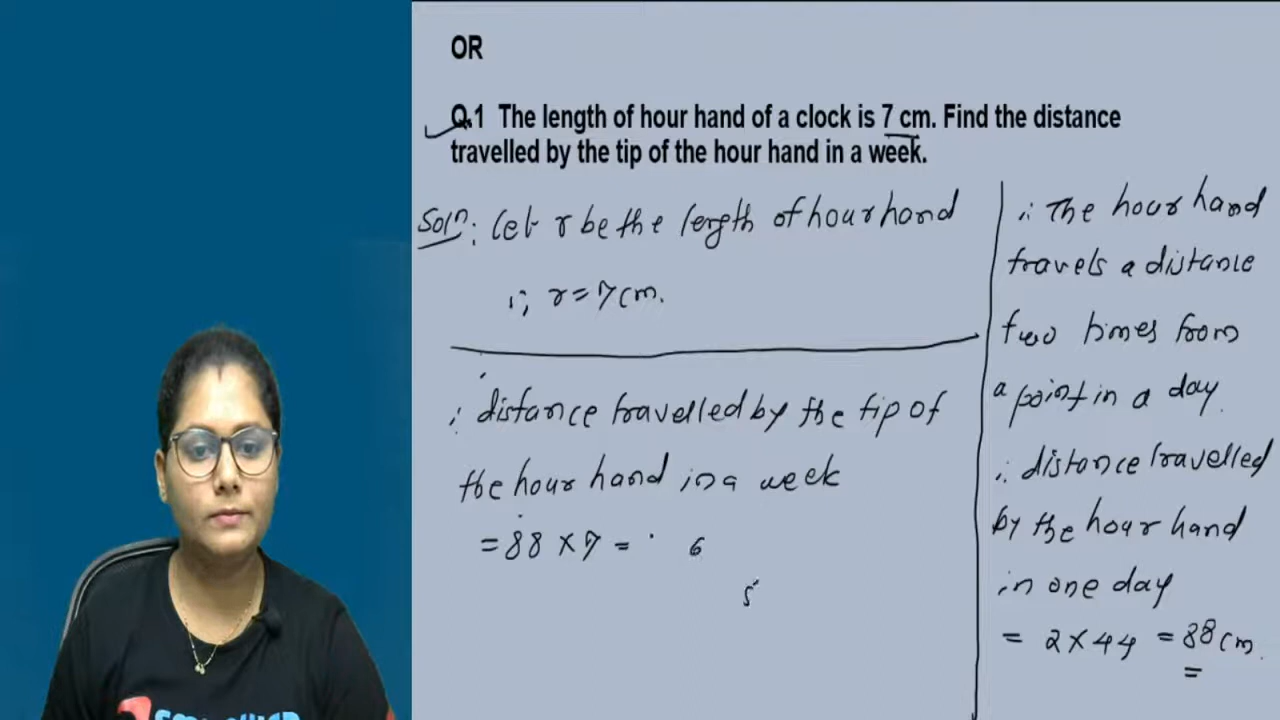 OR
Q.1 The length of hour hand of a clock is 7 cm. Find the distance
travelled by the tip of the hour hand in a week.
Soln: Let r be the length of hour hand
∴ r = 7 cm.
∴ distance travelled by the tip of
the hour hand in a week
= 88 × 7 = 6
5
∴ The hour hand
travels a distance
two times from
a point in a day.
∴ distance travelled
by the hour hand
in one day
= 2 × 44 = 88 cm.
=